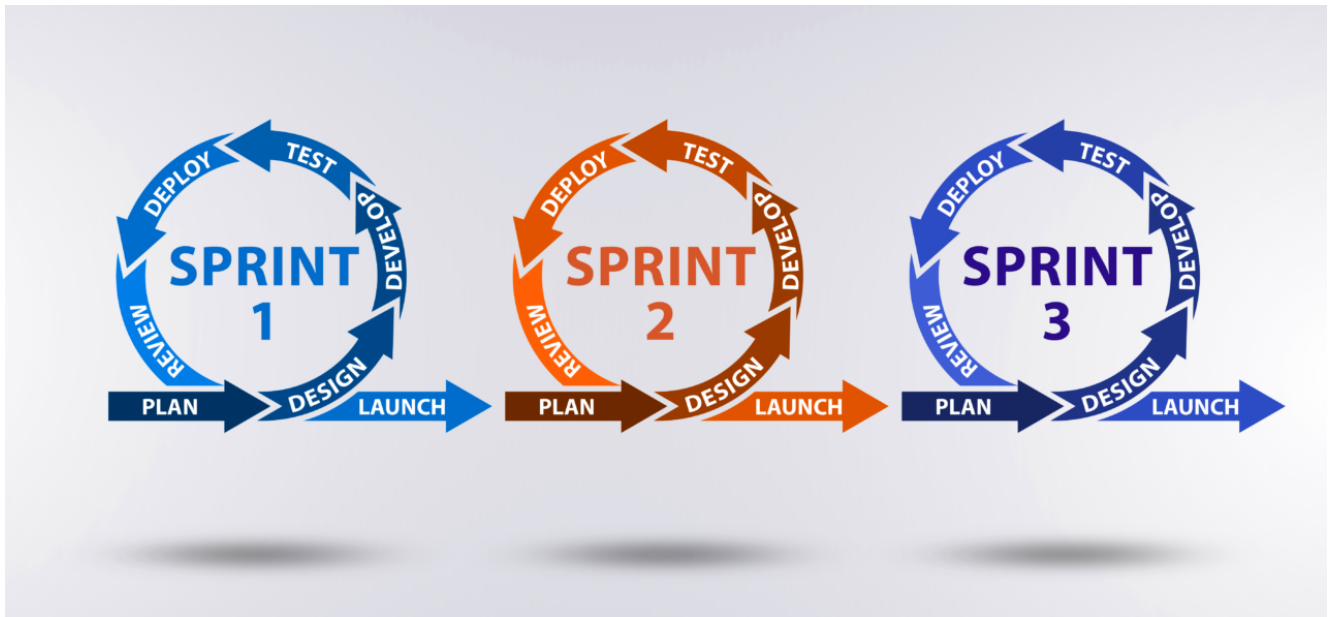 SPRINT
1
PLAN
DESIGN
DEVELOP
TEST
DEPLOY
REVIEW
LAUNCH
SPRINT
2
PLAN
DESIGN
DEVELOP
TEST
DEPLOY
REVIEW
LAUNCH
SPRINT
3
PLAN
DESIGN
DEVELOP
TEST
DEPLOY
REVIEW
LAUNCH